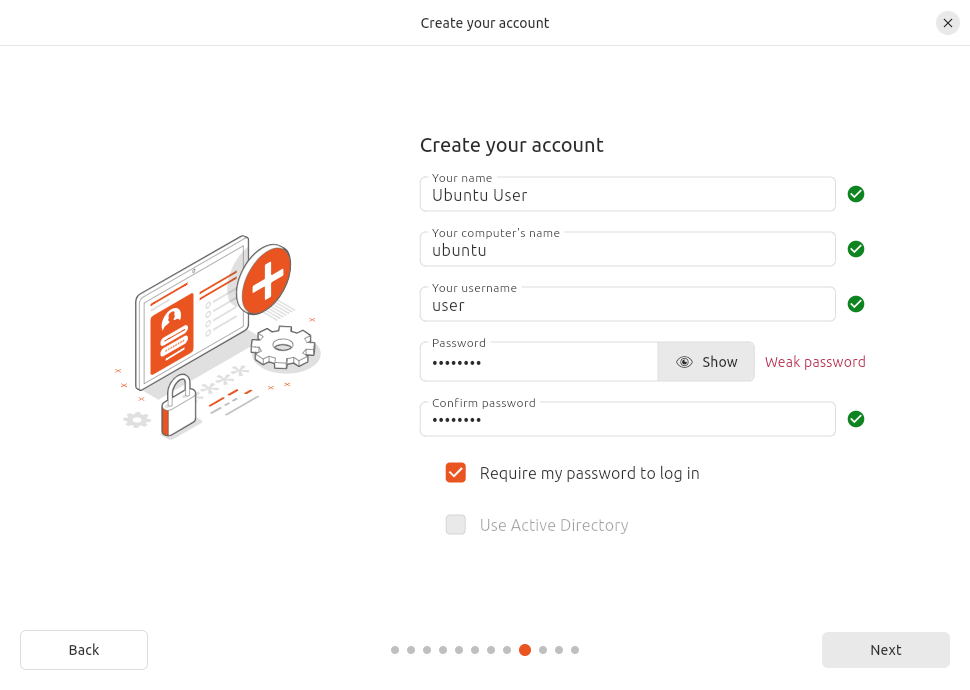 Create your account
Create your account
Your name
Ubuntu User
Your computer's name
ubuntu
Your username
user
Password
••••••••
Show
Weak password
Confirm password
••••••••
Require my password to log in
Use Active Directory
Back
Next